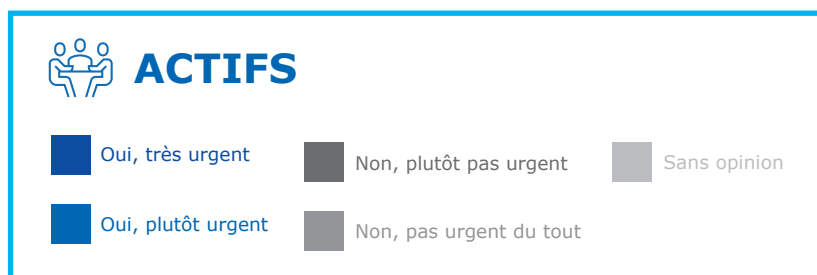 ACTIFS
Oui, très urgent
Non, plutôt pas urgent
Sans opinion
Oui, plutôt urgent
Non, pas urgent du tout